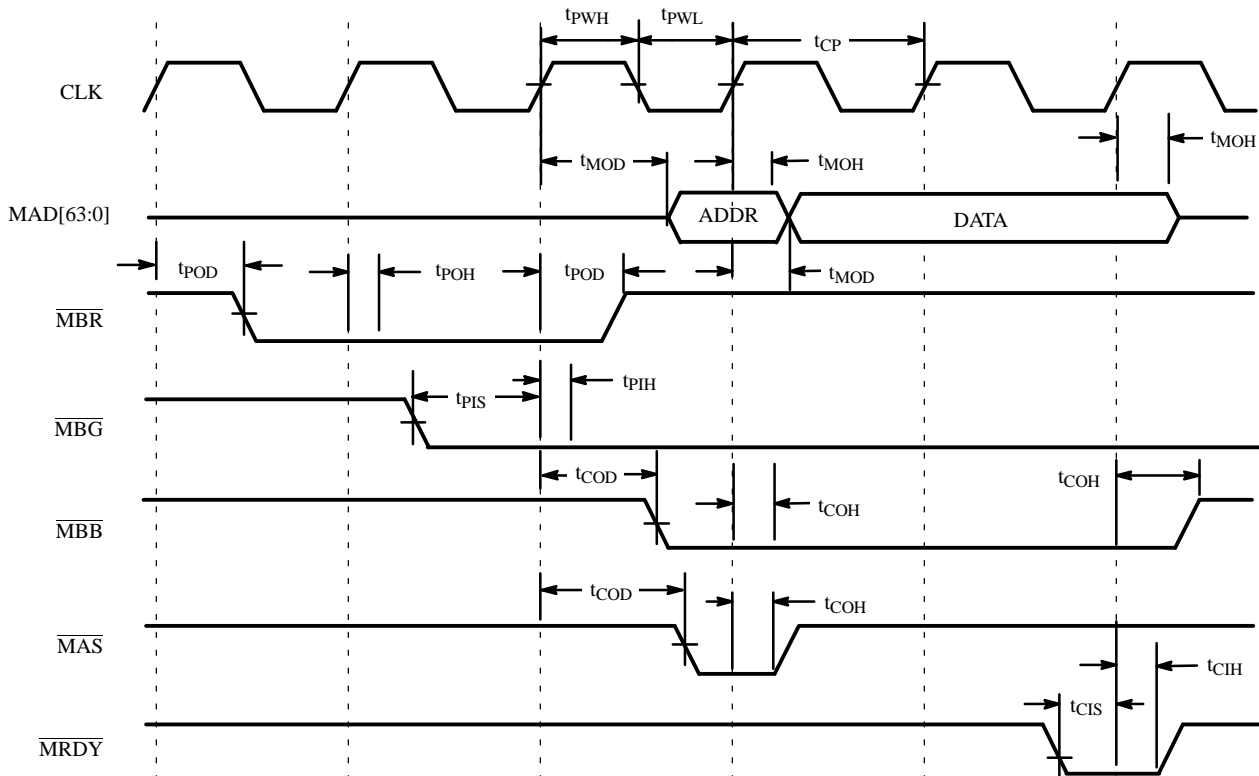 tPWH tPWL
tCP
CLK
tMOH
tMOD tMOH
MAD[63:0] ADDR DATA
tPOD tPOH tPOD tMOD
MBR
tPIS tPIH
MBG
tCOD tCOH tCOH
MBB
tCOD tCOH
MAS
tCIH
tCIS
MRDY